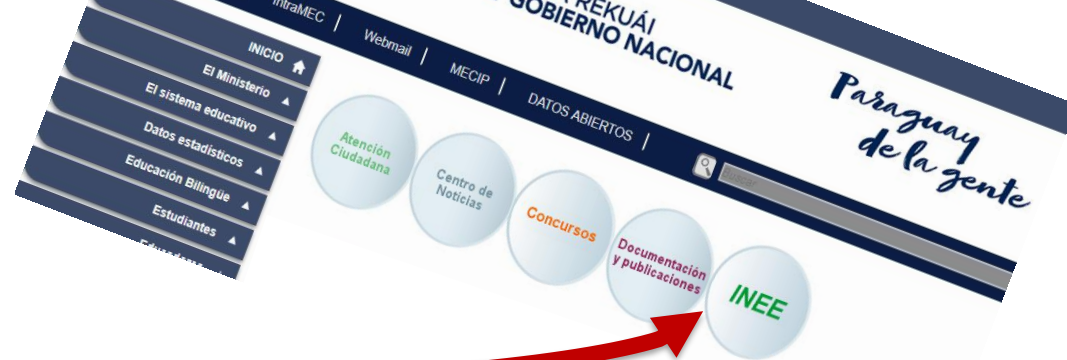 REKUÁI
GOBIERNO NACIONAL
Paraguay
de la gente
IntraMEC |
Webmail |
MECIP |
DATOS ABIERTOS |
Buscar
INICIO
El Ministerio
El sistema educativo
Datos estadísticos
Educación Bilingüe
Estudiantes
Atención
Ciudadana
Centro de
Noticias
Concursos
Documentación
y publicaciones
INEE